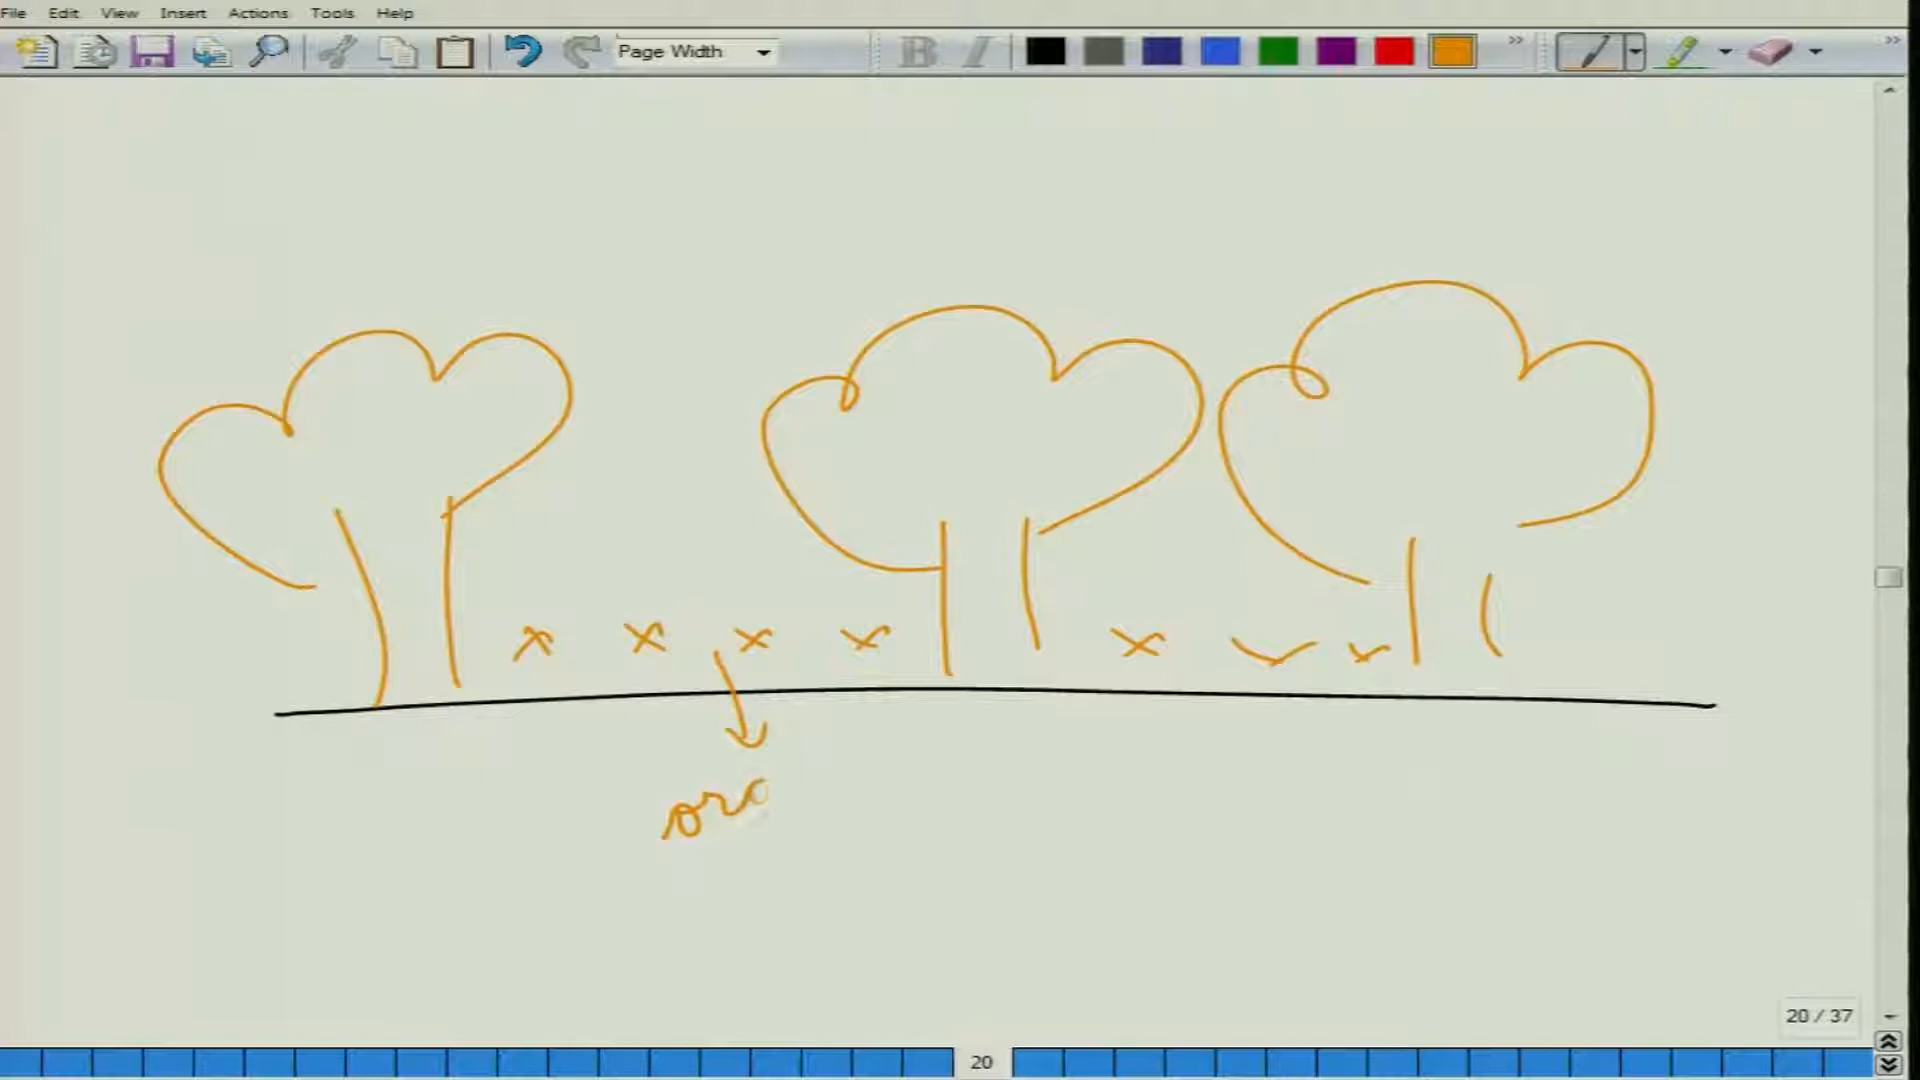 File Edit View Insert Actions Tools Help
Page Width B I
x x x x x x
20 / 37
20